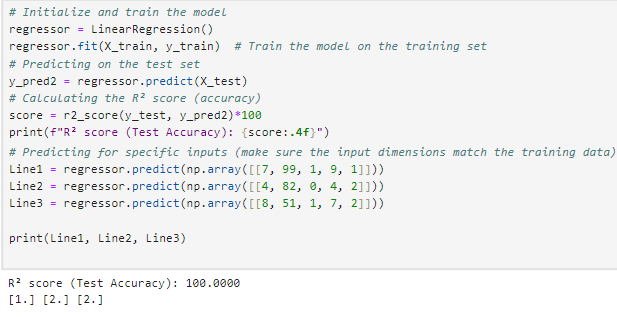 # Initialize and train the model
regressor = LinearRegression()
regressor.fit(X_train, y_train)  # Train the model on the training set
# Predicting on the test set
y_pred2 = regressor.predict(X_test)
# Calculating the R² score (accuracy)
score = r2_score(y_test, y_pred2)*100
print(f"R² score (Test Accuracy): {score:.4f}")
# Predicting for specific inputs (make sure the input dimensions match the training data)
Line1 = regressor.predict(np.array([[7, 99, 1, 9, 1]]))
Line2 = regressor.predict(np.array([[4, 82, 0, 4, 2]]))
Line3 = regressor.predict(np.array([[8, 51, 1, 7, 2]]))
print(Line1, Line2, Line3)
R² score (Test Accuracy): 100.0000
[1.] [2.] [2.]